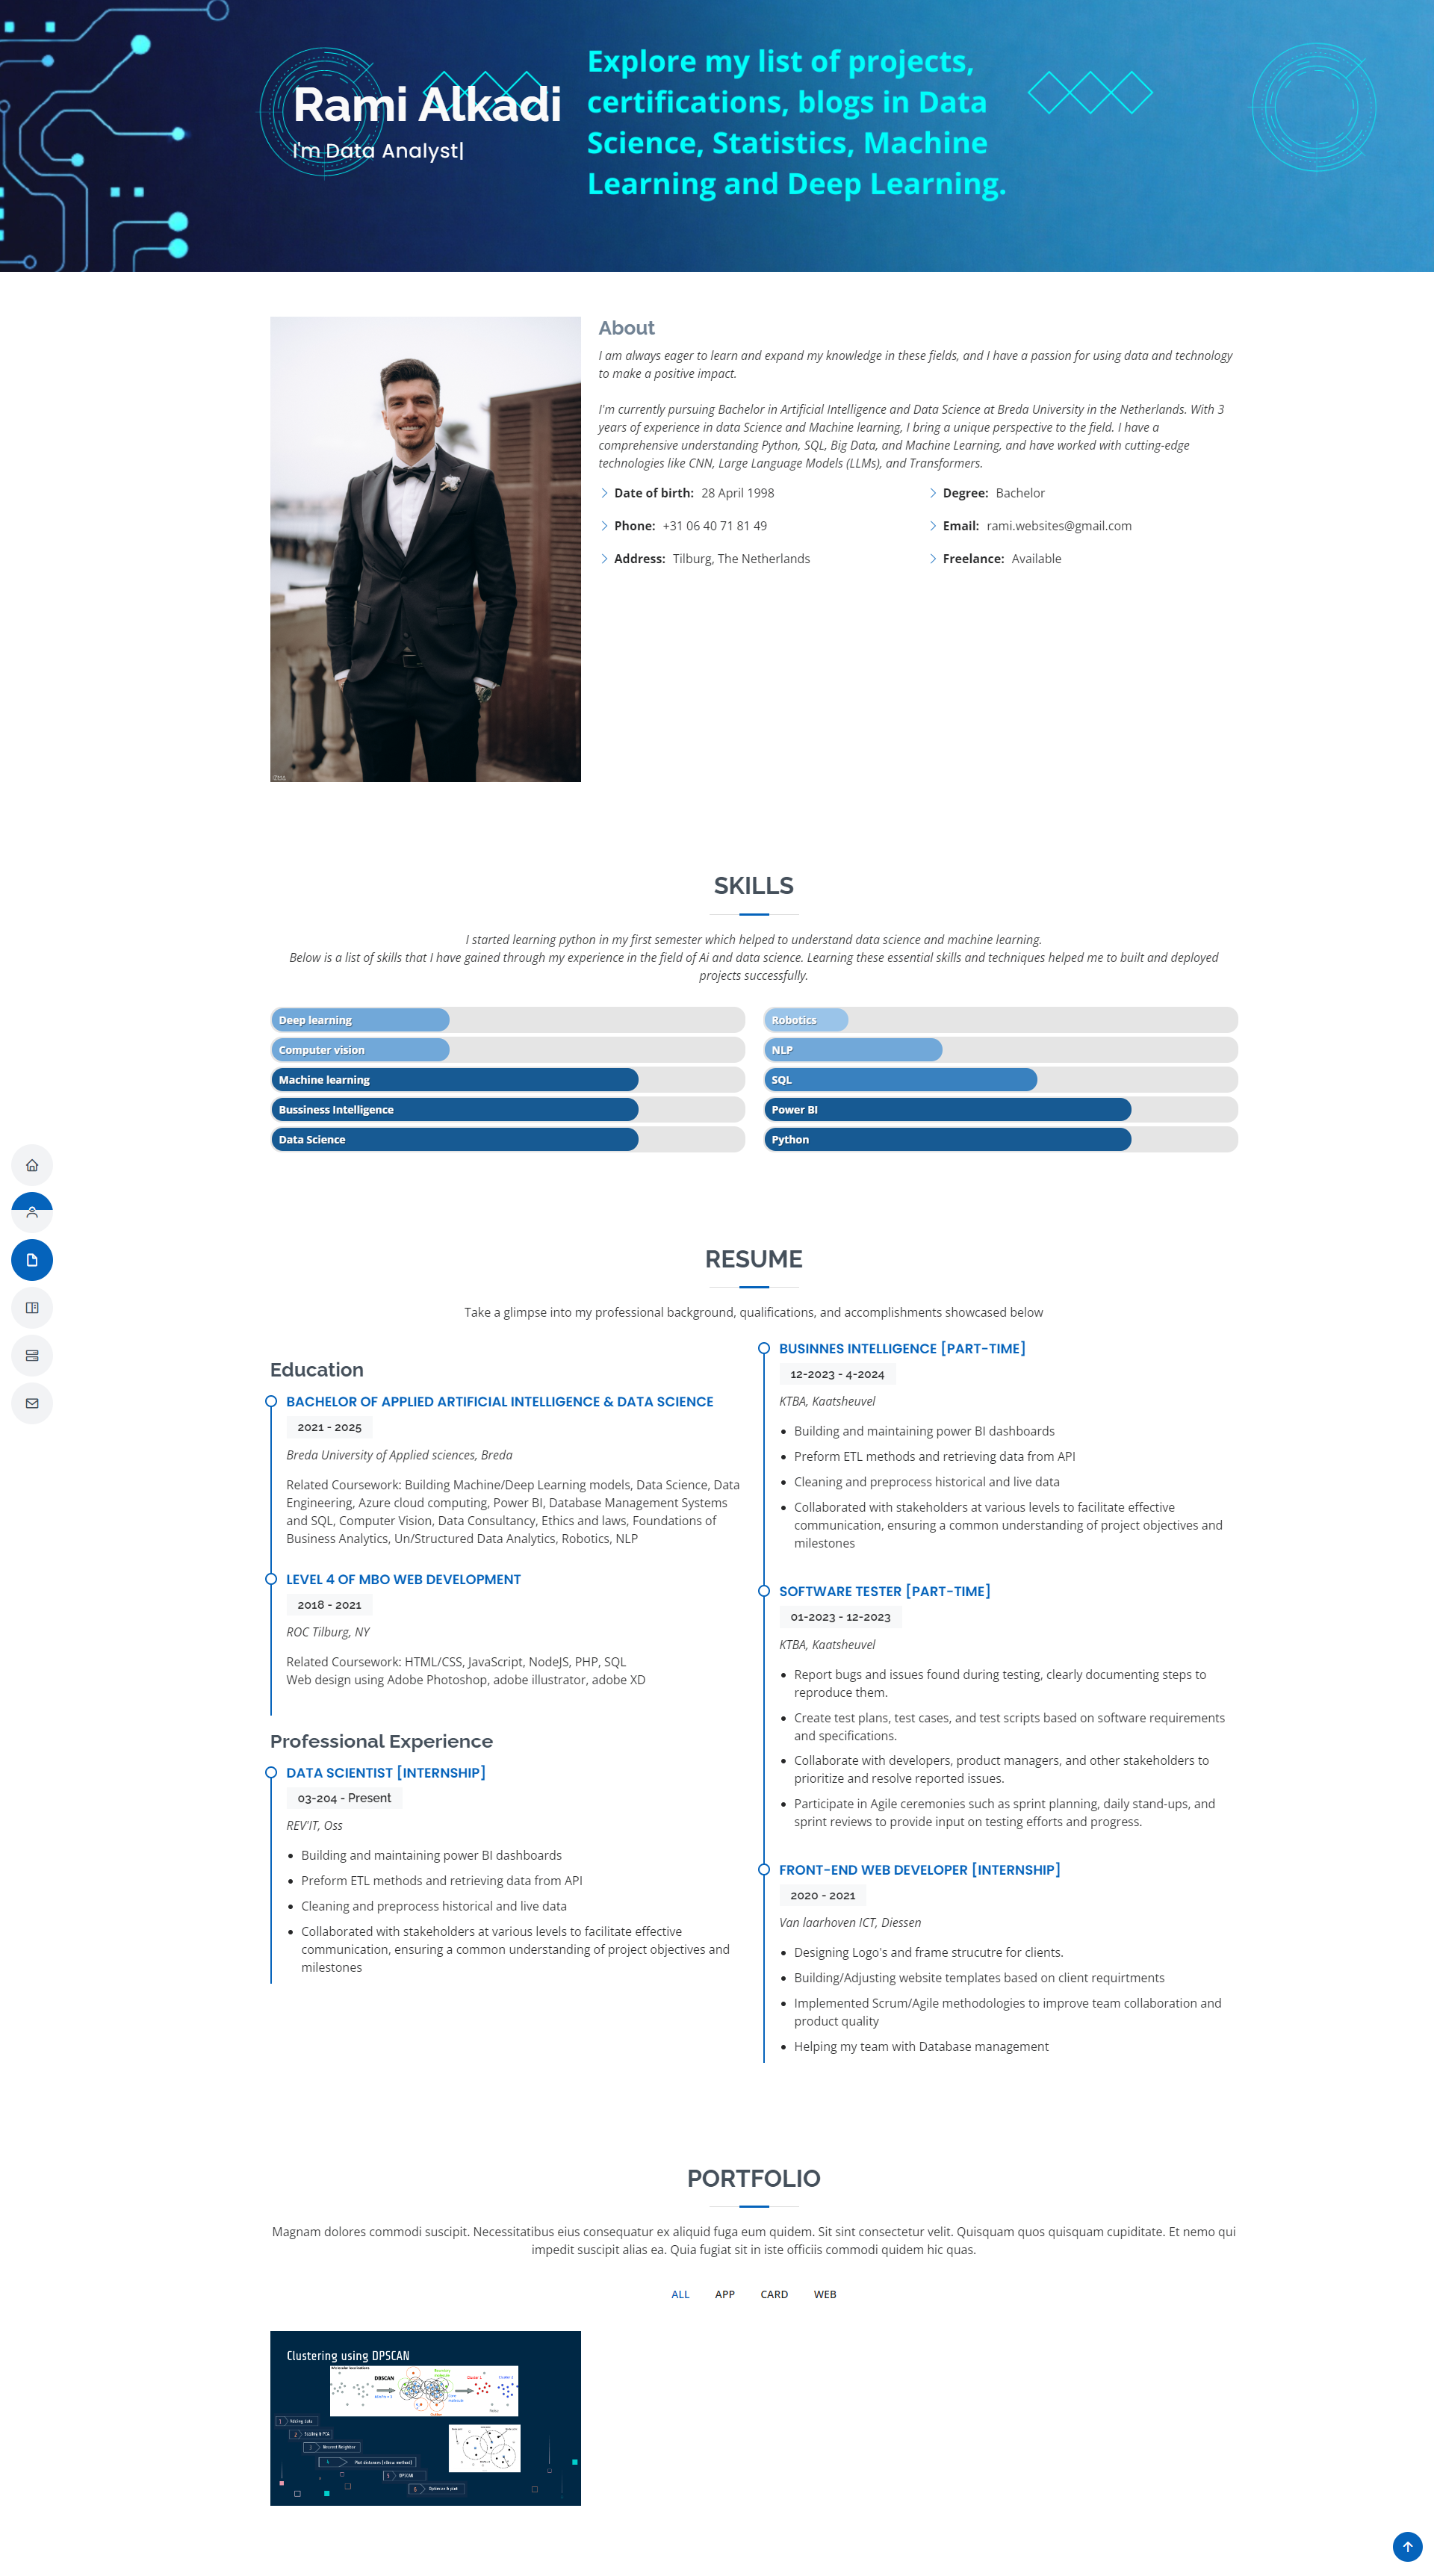 Rami Alkadi
I'm Data Analyst|
Explore my list of projects,
certifications, blogs in Data
Science, Statistics, Machine
Learning and Deep Learning.
About
I am always eager to learn and expand my knowledge in these fields, and I have a passion for using data and technology
to make a positive impact.
I'm currently pursuing Bachelor in Artificial Intelligence and Data Science at Breda University in the Netherlands. With 3
years of experience in data Science and Machine learning, I bring a unique perspective to the field. I have a
comprehensive understanding Python, SQL, Big Data, and Machine Learning, and have worked with cutting-edge
technologies like CNN, Large Language Models (LLMs), and Transformers.
Date of birth: 28 April 1998
Phone: +31 06 40 71 81 49
Address: Tilburg, The Netherlands
Degree: Bachelor
Email: rami.websites@gmail.com
Freelance: Available
SKILLS
I started learning python in my first semester which helped to understand data science and machine learning.
Below is a list of skills that I have gained through my experience in the field of Ai and data science. Learning these essential skills and techniques helped me to built and deployed
projects successfully.
Deep learning
Computer vision
Machine learning
Bussiness Intelligence
Data Science
Robotics
NLP
SQL
Power BI
Python
RESUME
Take a glimpse into my professional background, qualifications, and accomplishments showcased below
Education
BACHELOR OF APPLIED ARTIFICIAL INTELLIGENCE & DATA SCIENCE
2021 - 2025
Breda University of Applied sciences, Breda
Related Coursework: Building Machine/Deep Learning models, Data Science, Data
Engineering, Azure cloud computing, Power BI, Database Management Systems
and SQL, Computer Vision, Data Consultancy, Ethics and laws, Foundations of
Business Analytics, Un/Structured Data Analytics, Robotics, NLP
LEVEL 4 OF MBO WEB DEVELOPMENT
2018 - 2021
ROC Tilburg, NY
Related Coursework: HTML/CSS, JavaScript, NodeJS, PHP, SQL
Web design using Adobe Photoshop, adobe illustrator, adobe XD
Professional Experience
DATA SCIENTIST [INTERNSHIP]
03-204 - Present
REV'IT, Oss
Building and maintaining power BI dashboards
Preform ETL methods and retrieving data from API
Cleaning and preprocess historical and live data
Collaborated with stakeholders at various levels to facilitate effective
communication, ensuring a common understanding of project objectives and
milestones
BUSINNES INTELLIGENCE [PART-TIME]
12-2023 - 4-2024
KTBA, Kaatsheuvel
Building and maintaining power BI dashboards
Preform ETL methods and retrieving data from API
Cleaning and preprocess historical and live data
Collaborated with stakeholders at various levels to facilitate effective
communication, ensuring a common understanding of project objectives and
milestones
SOFTWARE TESTER [PART-TIME]
01-2023 - 12-2023
KTBA, Kaatsheuvel
Report bugs and issues found during testing, clearly documenting steps to
reproduce them.
Create test plans, test cases, and test scripts based on software requirements
and specifications.
Collaborate with developers, product managers, and other stakeholders to
prioritize and resolve reported issues.
Participate in Agile ceremonies such as sprint planning, daily stand-ups, and
sprint reviews to provide input on testing efforts and progress.
FRONT-END WEB DEVELOPER [INTERNSHIP]
2020 - 2021
Van laarhoven ICT, Diessen
Designing Logo's and frame strucutre for clients.
Building/Adjusting website templates based on client requirtments
Implemented Scrum/Agile methodologies to improve team collaboration and
product quality
Helping my team with Database management
PORTFOLIO
Magnam dolores commodi suscipit. Necessitatibus eius consequatur ex aliquid fuga eum quidem. Sit sint consectetur velit. Quisquam quos quisquam cupiditate. Et nemo qui
impedit suscipit alias ea. Quia fugiat sit in iste officiis commodi quidem hic quas.
ALL APP CARD WEB
Clustering using DPSCAN
DBSCAN